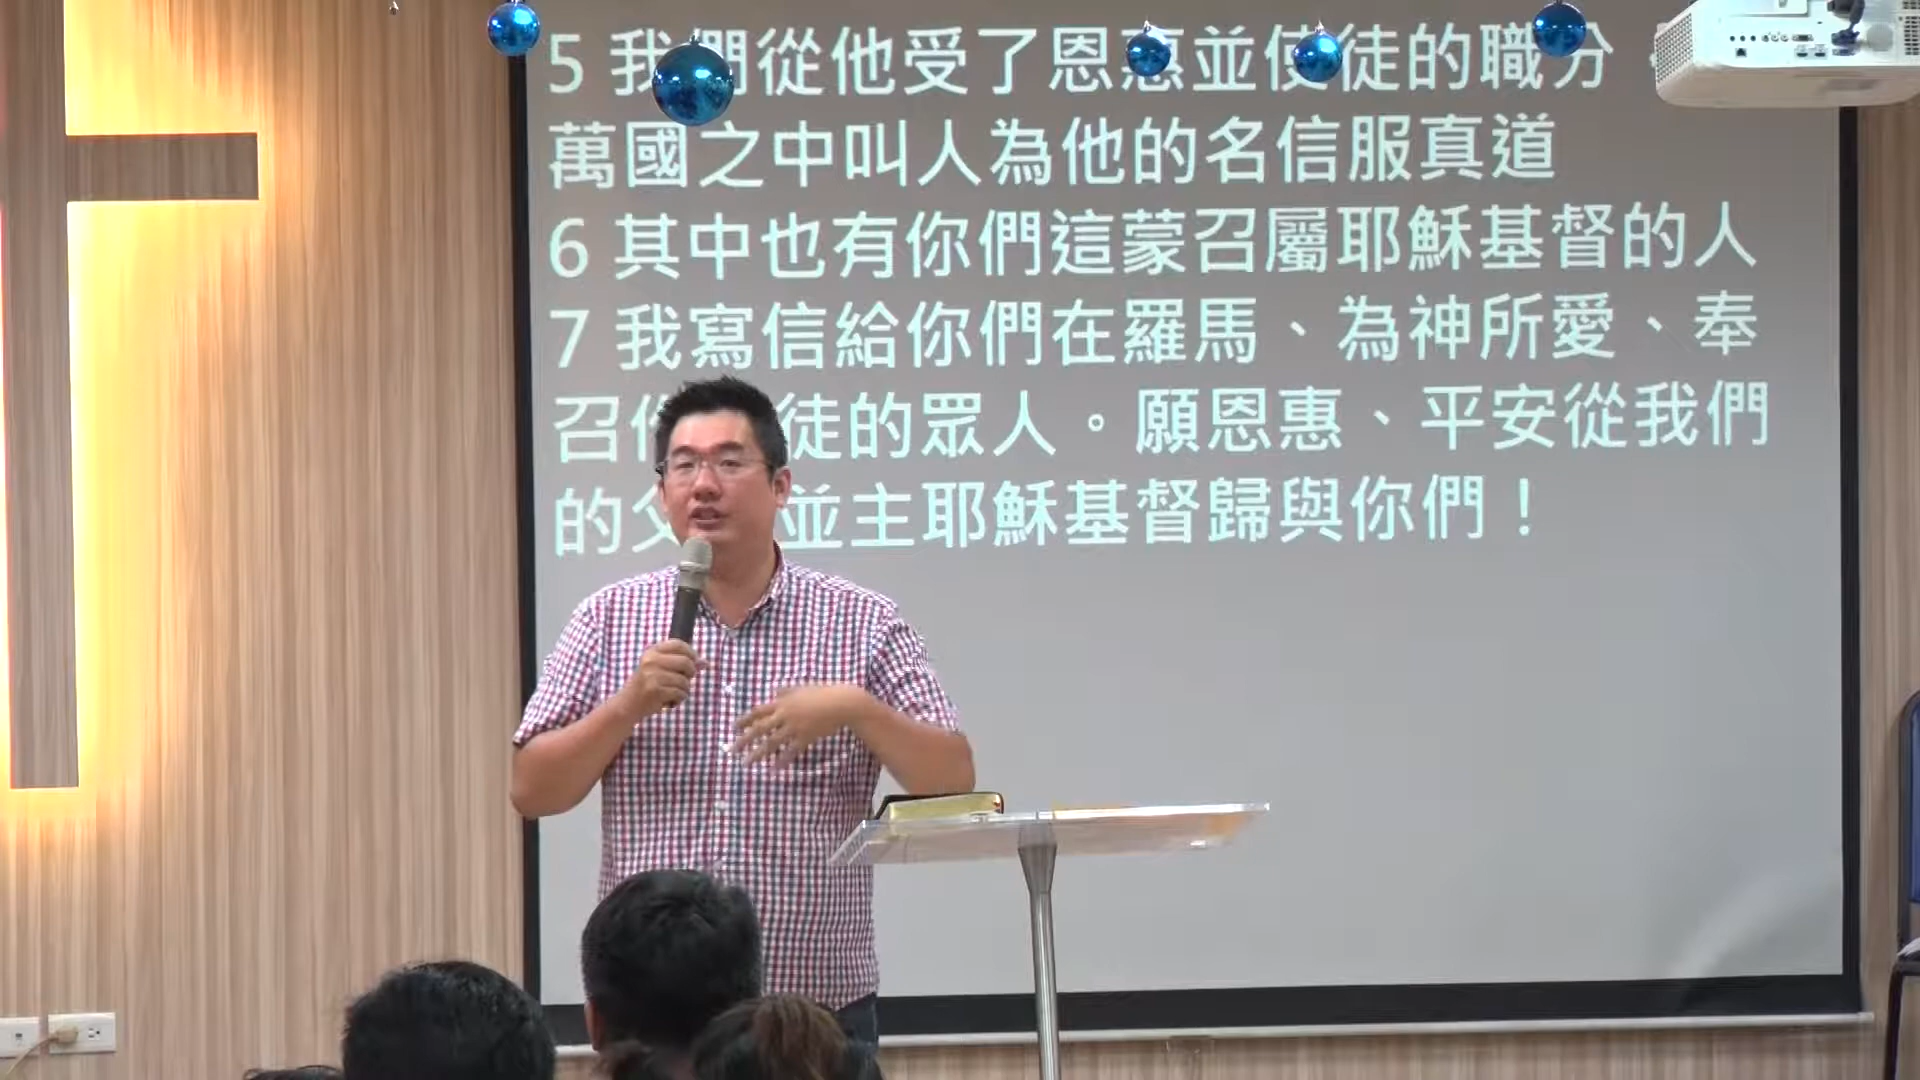 5 我們從他受了恩惠並使徒的職分，
萬國之中叫人為他的名信服真道
6 其中也有你們這蒙召屬耶穌基督的人
7 我寫信給你們在羅馬、為神所愛、奉
召作 徒的眾人。願恩惠、平安從我們
的父 並主耶穌基督歸與你們！